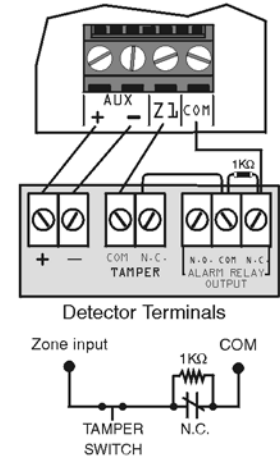 AUX
+ − Z1 COM
1KΩ
+ − COM N.C. N.O. COM N.C.
TAMPER ALARM RELAY
OUTPUT
Detector Terminals
Zone input COM
1KΩ
TAMPER N.C.
SWITCH